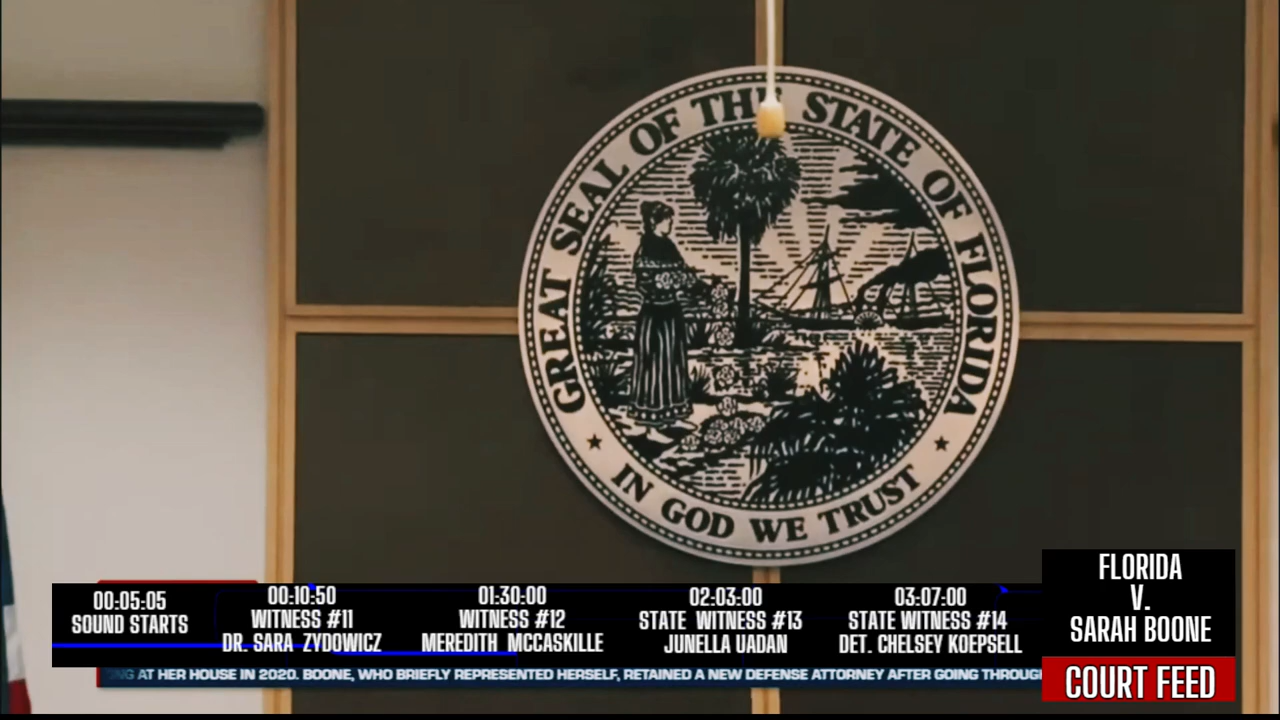 GREAT SEAL OF THE STATE OF FLORIDA
IN GOD WE TRUST
00:05:05
SOUND STARTS
00:10:50
WITNESS #11
DR. SARA ZYDOWICZ
01:30:00
WITNESS #12
MEREDITH MCCASKILLE
02:03:00
STATE WITNESS #13
JUNELLA UADAN
03:07:00
STATE WITNESS #14
DET. CHELSEY KOEPSELL
FLORIDA
V.
SARAH BOONE
COURT FEED
AT HER HOUSE IN 2020. BOONE, WHO BRIEFLY REPRESENTED HERSELF, RETAINED A NEW DEFENSE ATTORNEY AFTER GOING THROUGH